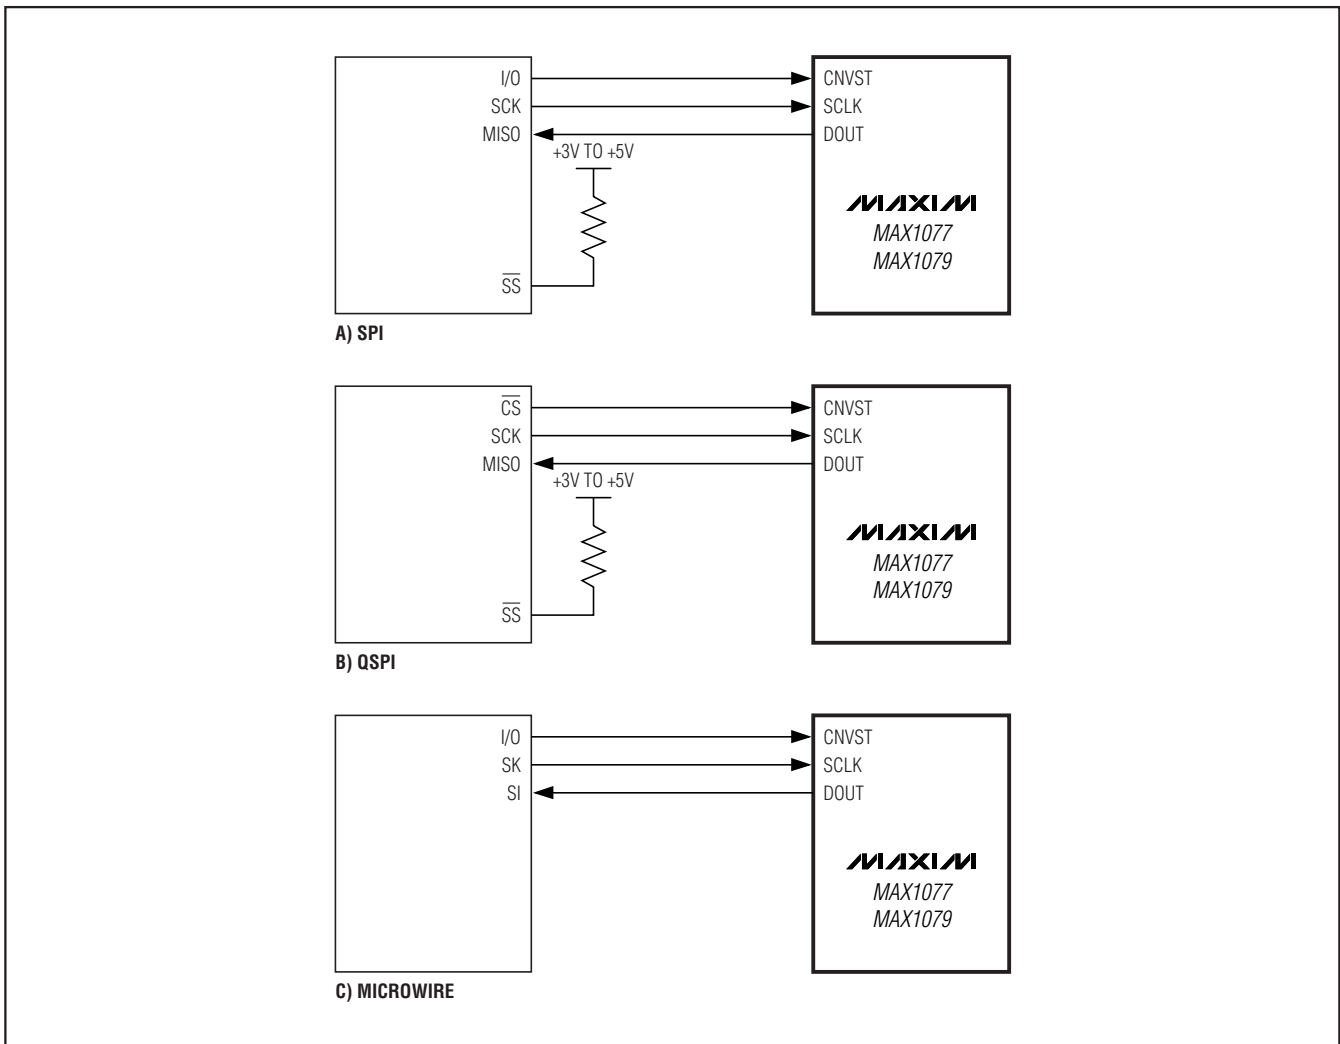 I/O
SCK
MISO
+3V TO +5V
SS
CNVST
SCLK
DOUT
MAXIM
MAX1077
MAX1079
A) SPI
CS
SCK
MISO
+3V TO +5V
SS
CNVST
SCLK
DOUT
MAXIM
MAX1077
MAX1079
B) QSPI
I/O
SK
SI
CNVST
SCLK
DOUT
MAXIM
MAX1077
MAX1079
C) MICROWIRE